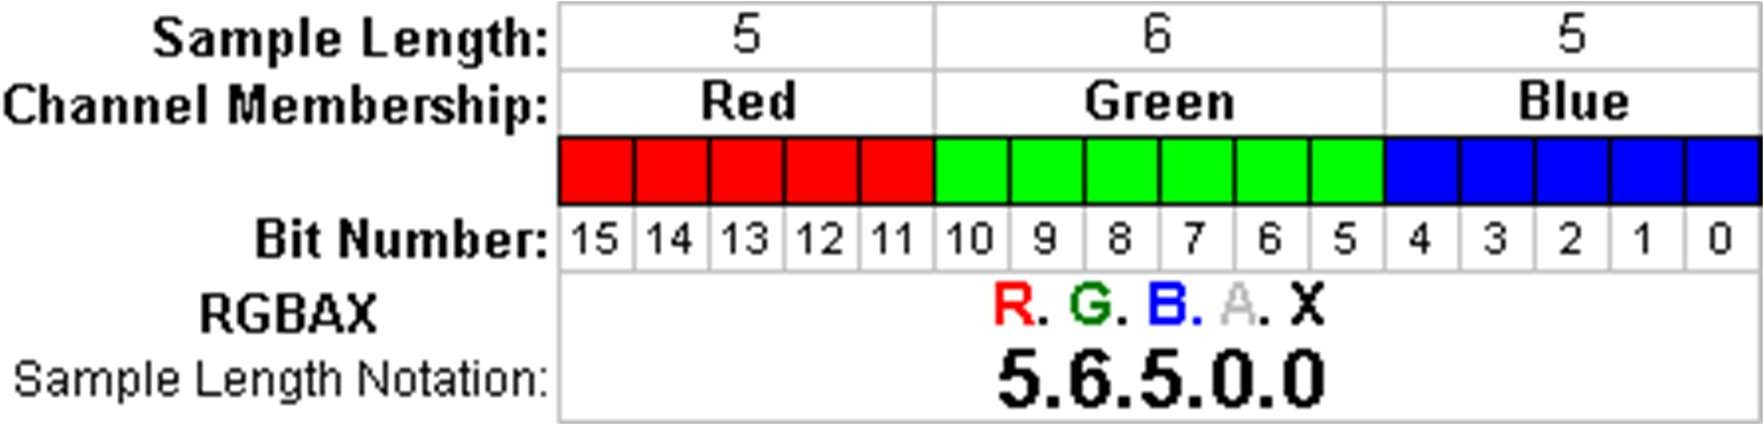 Sample Length: 5 6 5
Channel Membership: Red Green Blue
Bit Number: 15 14 13 12 11 10 9 8 7 6 5 4 3 2 1 0
RGBAX R. G. B. A. X
Sample Length Notation: 5.6.5.0.0